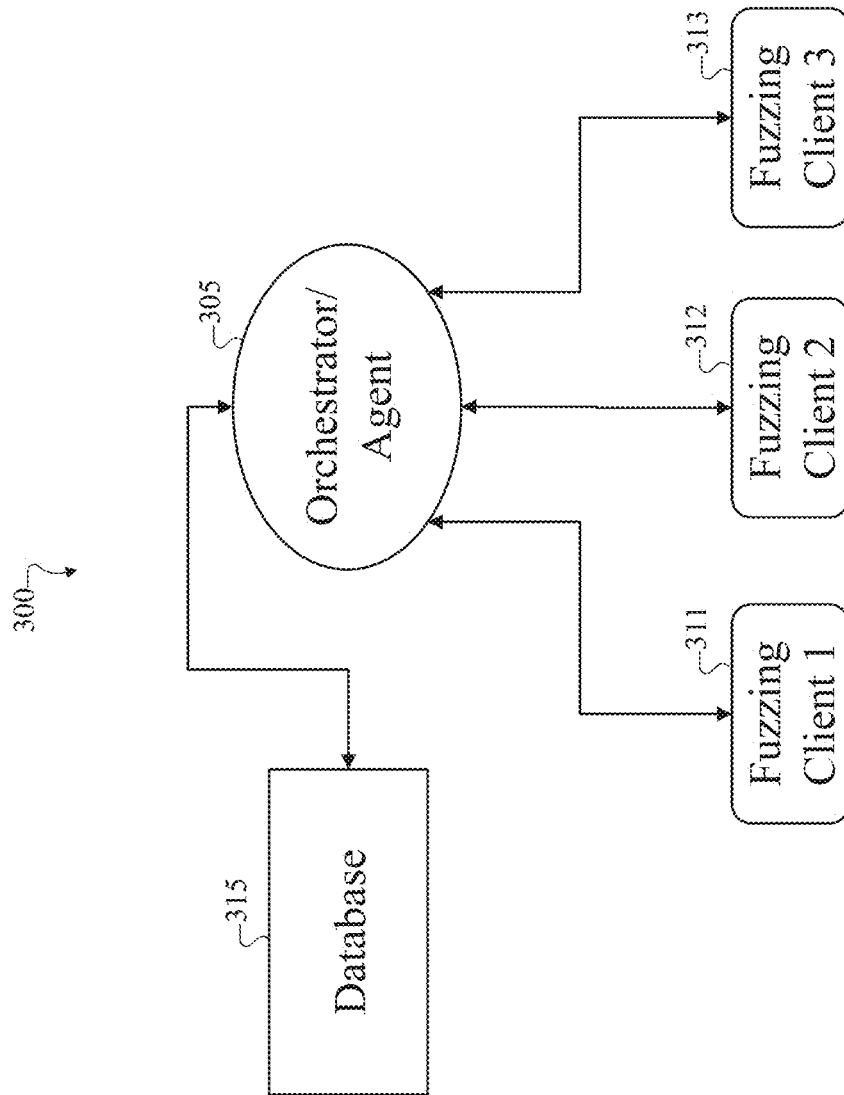 300
305
Orchestrator/
Agent
315
Database
311
Fuzzing
Client 1
312
Fuzzing
Client 2
313
Fuzzing
Client 3